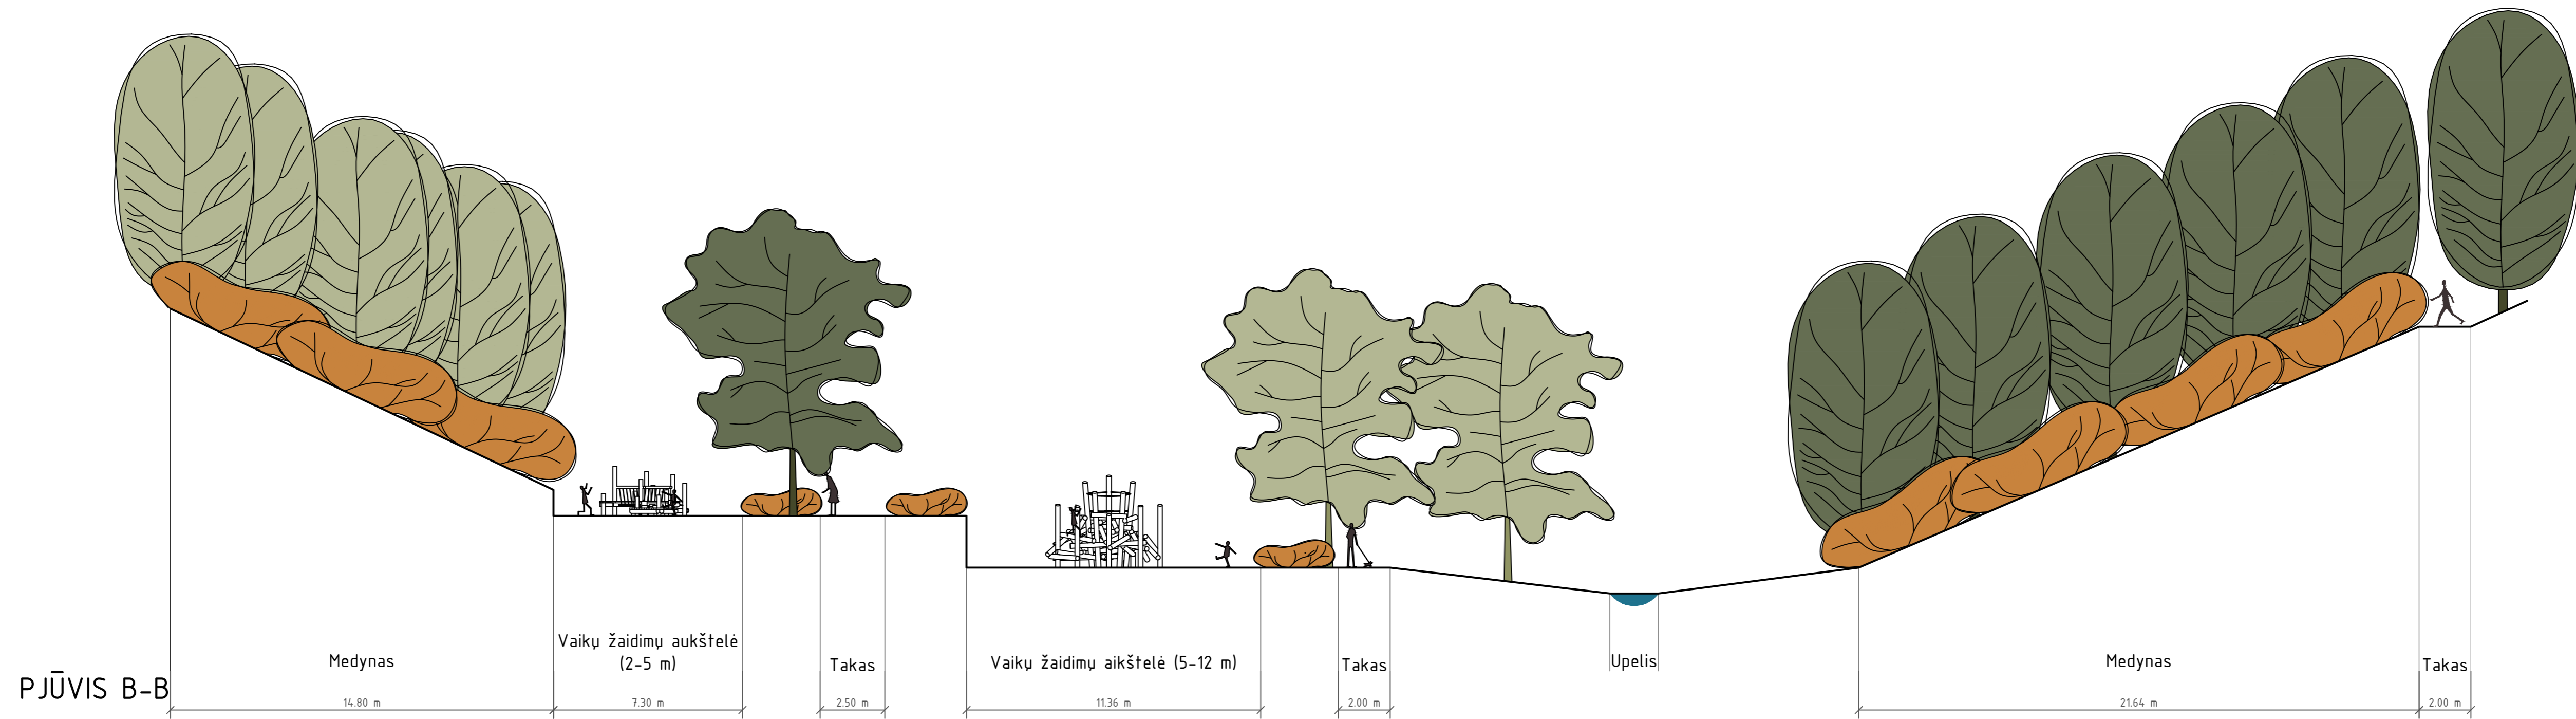 Vaikų žaidimų aukštelė
(2-5 m)
Medynas
Takas
Vaikų žaidimų aikštelė (5-12 m)
Takas
Upelis
Medynas
Takas
PJŪVIS B-B
14.80 m
7.30 m
2.50 m
11.36 m
2.00 m
21.64 m
2.00 m